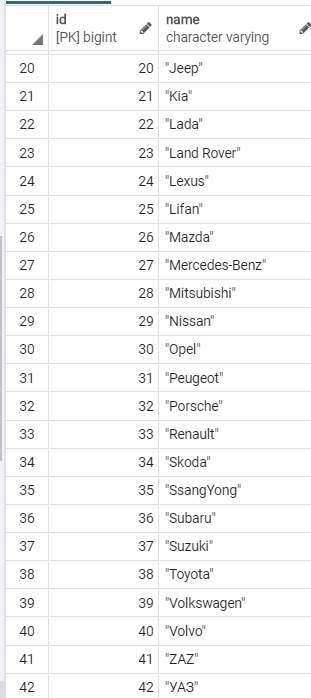 id name
[PK] bigint character varying
20 20 "Jeep"
21 21 "Kia"
22 22 "Lada"
23 23 "Land Rover"
24 24 "Lexus"
25 25 "Lifan"
26 26 "Mazda"
27 27 "Mercedes-Benz"
28 28 "Mitsubishi"
29 29 "Nissan"
30 30 "Opel"
31 31 "Peugeot"
32 32 "Porsche"
33 33 "Renault"
34 34 "Skoda"
35 35 "SsangYong"
36 36 "Subaru"
37 37 "Suzuki"
38 38 "Toyota"
39 39 "Volkswagen"
40 40 "Volvo"
41 41 "ZAZ"
42 42 "УАЗ"